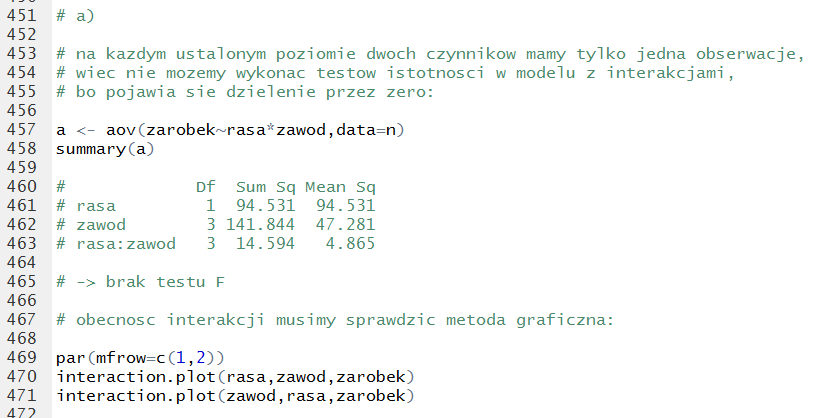 451 # a)
452
453 # na kazdym ustalonym poziomie dwoch czynnikow mamy tylko jedna obserwacje,
454 # wiec nie mozemy wykonac testow istotnosci w modelu z interakcjami,
455 # bo pojawia sie dzielenie przez zero:
456
457 a <- aov(zarobek~rasa*zawod,data=n)
458 summary(a)
459
460 #             Df  Sum Sq Mean Sq
461 # rasa         1  94.531  94.531
462 # zawod        3 141.844  47.281
463 # rasa:zawod   3  14.594   4.865
464
465 # -> brak testu F
466
467 # obecnosc interakcji musimy sprawdzic metoda graficzna:
468
469 par(mfrow=c(1,2))
470 interaction.plot(rasa,zawod,zarobek)
471 interaction.plot(zawod,rasa,zarobek)
472